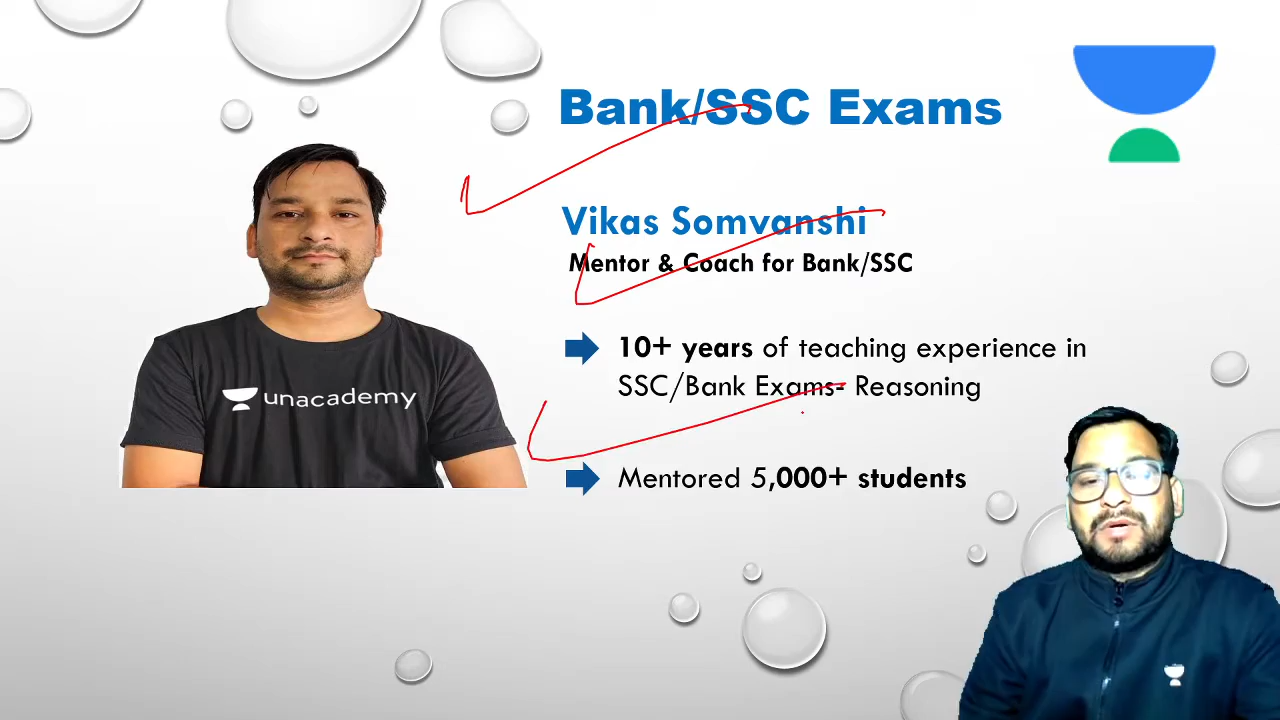 Bank/SSC Exams
Vikas Somvanshi
Mentor & Coach for Bank/SSC
10+ years of teaching experience in
SSC/Bank Exams- Reasoning
unacademy
Mentored 5,000+ students